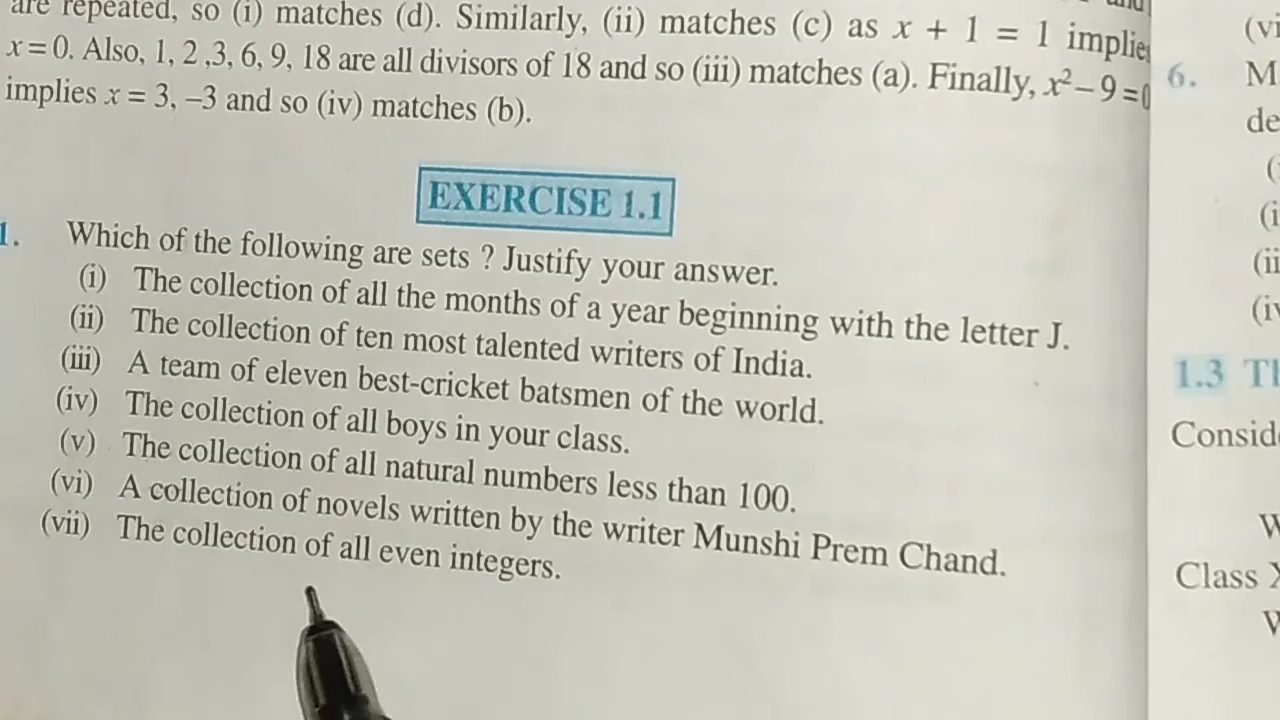 are repeated, so (i) matches (d). Similarly, (ii) matches (c) as x + 1 = 1 implies
x = 0. Also, 1, 2 ,3, 6, 9, 18 are all divisors of 18 and so (iii) matches (a). Finally, x² – 9 = 0
implies x = 3, –3 and so (iv) matches (b).
EXERCISE 1.1
1. Which of the following are sets ? Justify your answer.
(i) The collection of all the months of a year beginning with the letter J.
(ii) The collection of ten most talented writers of India.
(iii) A team of eleven best-cricket batsmen of the world.
(iv) The collection of all boys in your class.
(v) The collection of all natural numbers less than 100.
(vi) A collection of novels written by the writer Munshi Prem Chand.
(vii) The collection of all even integers.
6.
de
1.3
Class